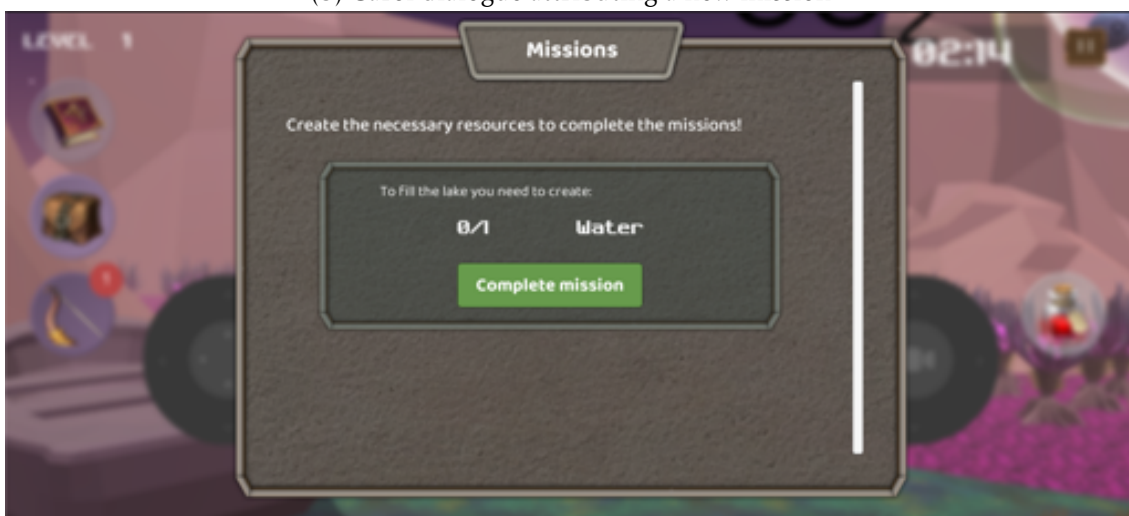 LEVEL 1
Missions
02:14
Create the necessary resources to complete the missions!
To fill the lake you need to create:
0/1 Water
Complete mission